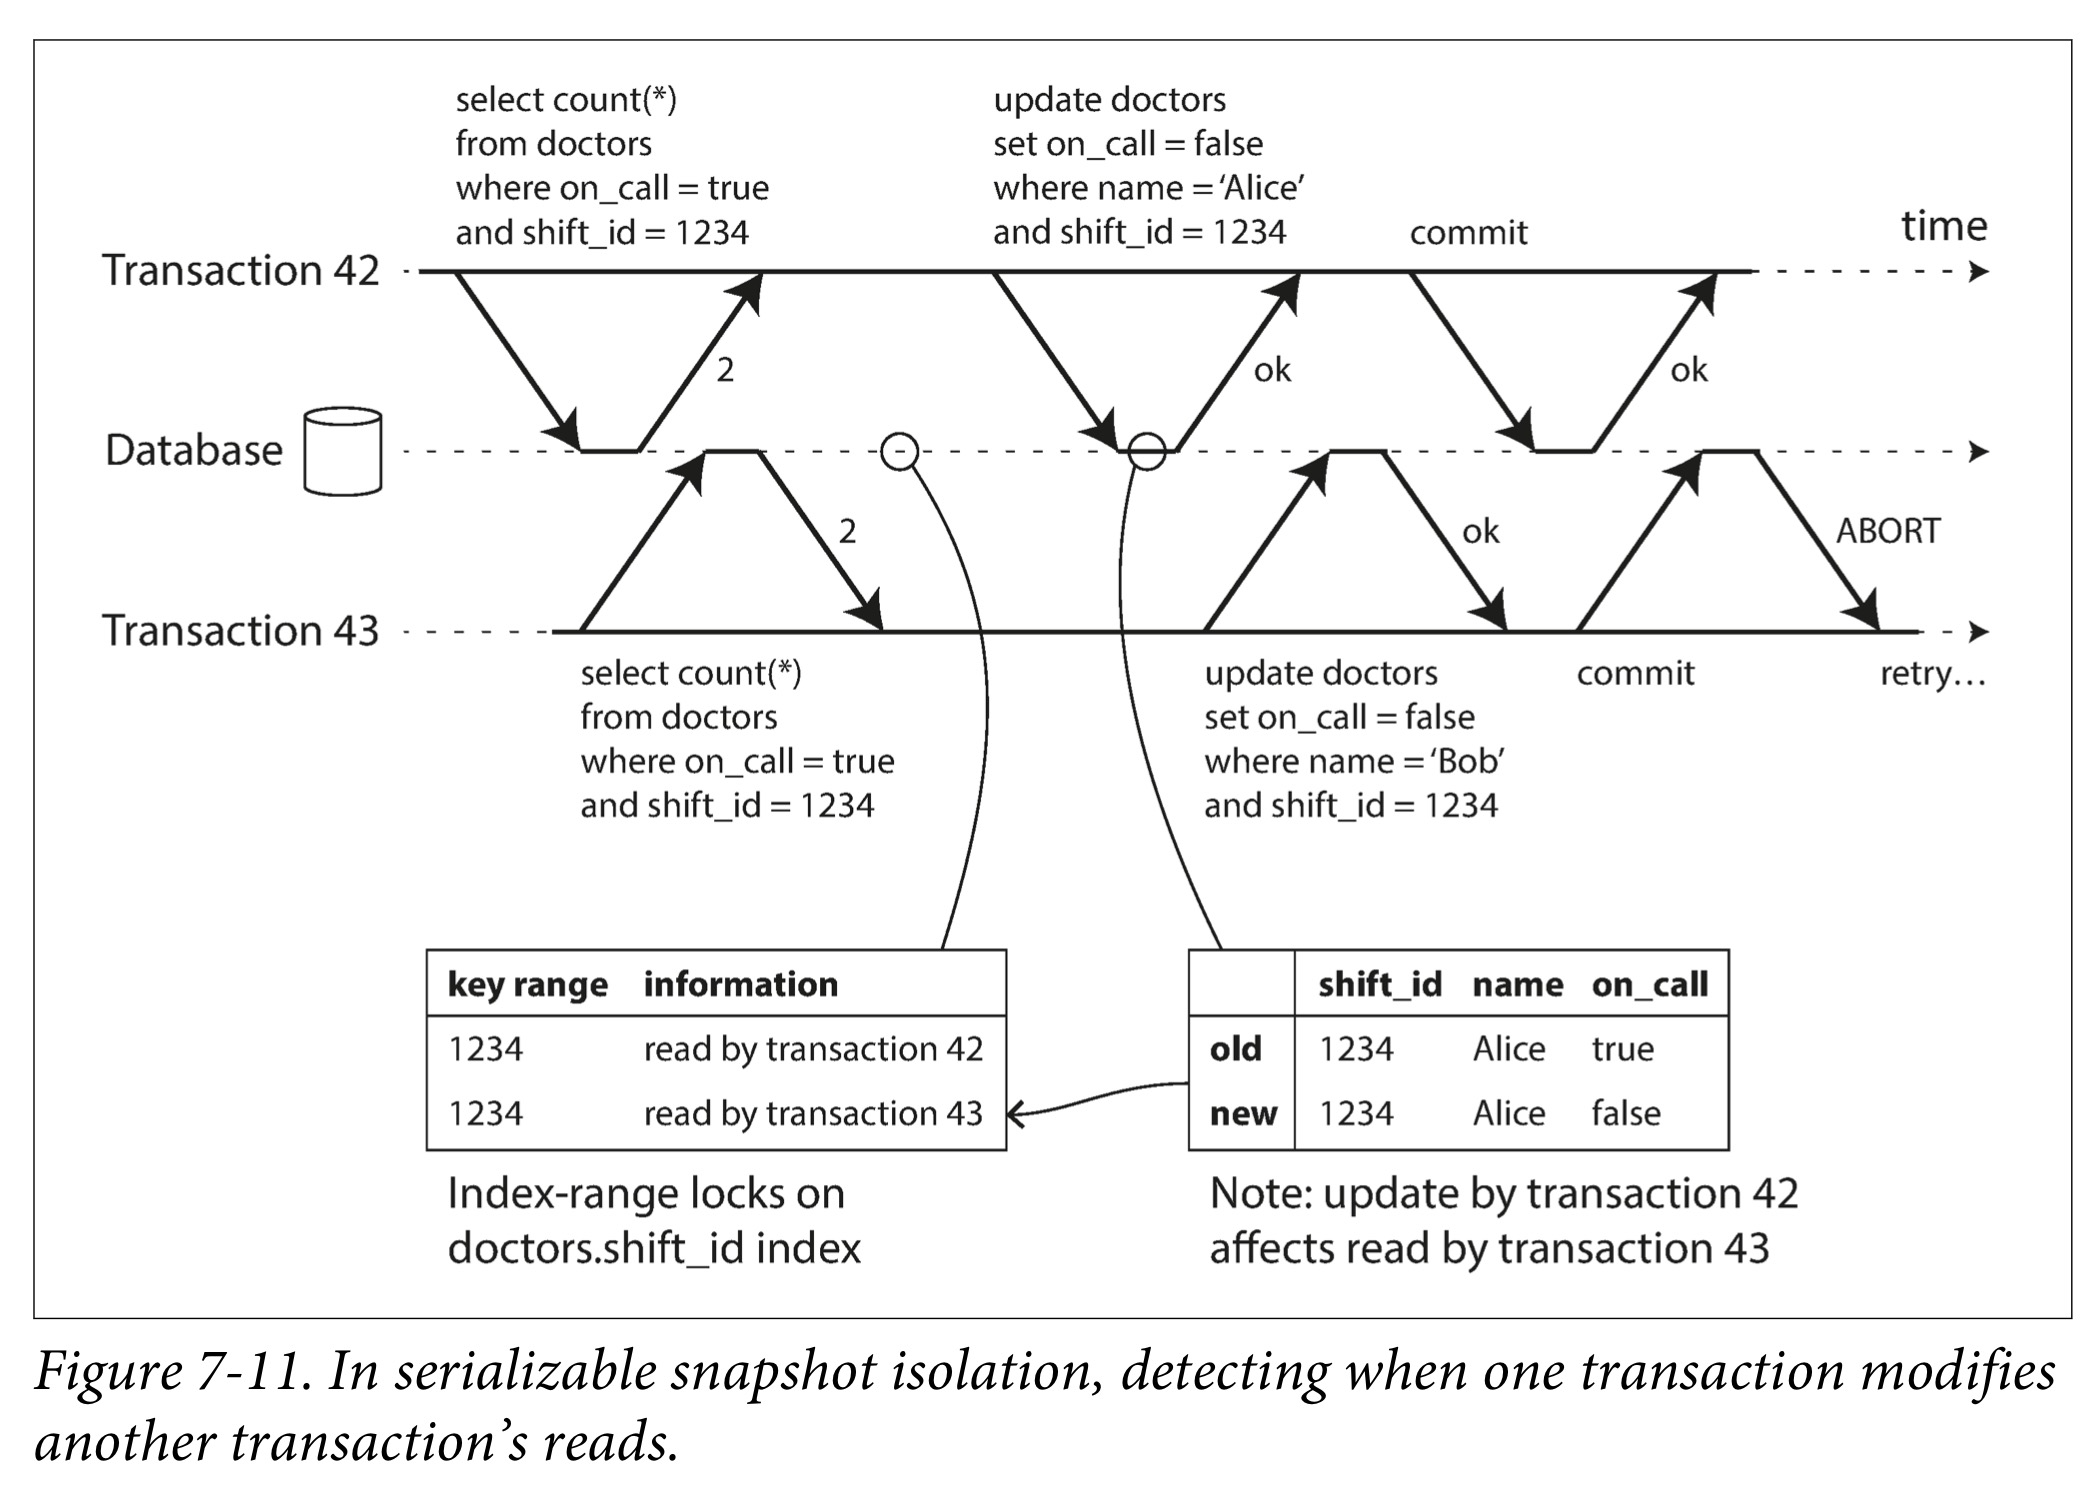 select count(*)
from doctors
where on_call = true
and shift_id = 1234
update doctors
set on_call = false
where name = ‘Alice’
and shift_id = 1234
commit
time
Transaction 42
2
ok
ok
Database
2
ok
ABORT
Transaction 43
select count(*)
from doctors
where on_call = true
and shift_id = 1234
update doctors
set on_call = false
where name = ‘Bob’
and shift_id = 1234
commit
retry…
key range information
1234 read by transaction 42
1234 read by transaction 43
Index-range locks on
doctors.shift_id index
shift_id name on_call
old 1234 Alice true
new 1234 Alice false
Note: update by transaction 42
affects read by transaction 43
Figure 7-11. In serializable snapshot isolation, detecting when one transaction modifies
another transaction’s reads.